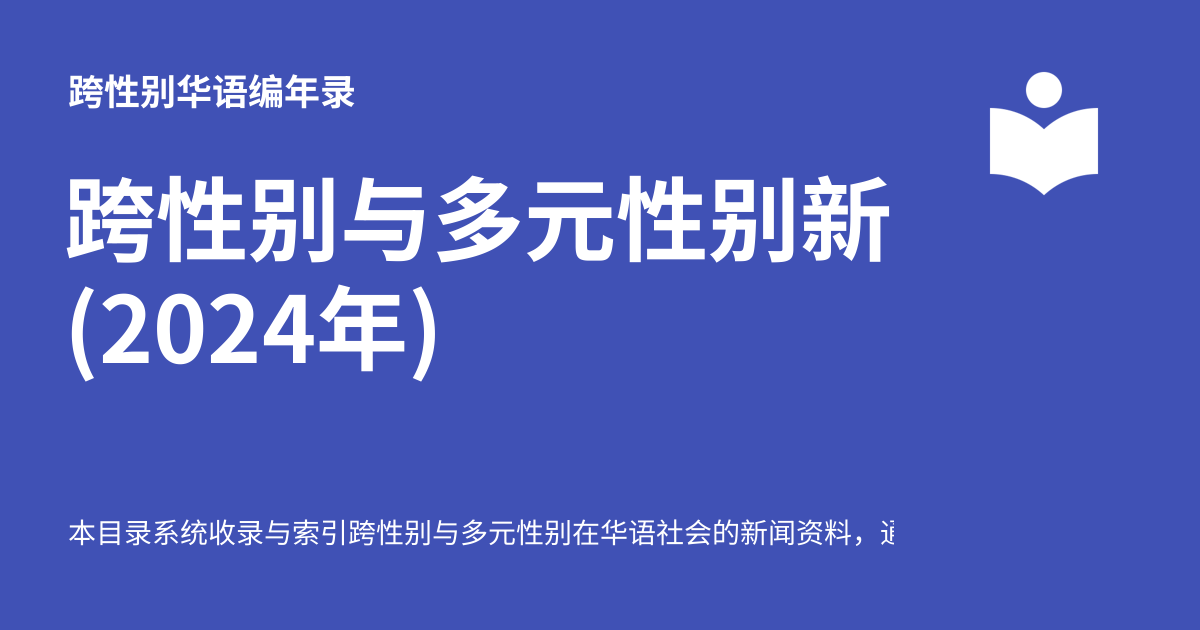 跨性别华语编年录
跨性别与多元性别新
(2024年)
本目录系统收录与索引跨性别与多元性别在华语社会的新闻资料，